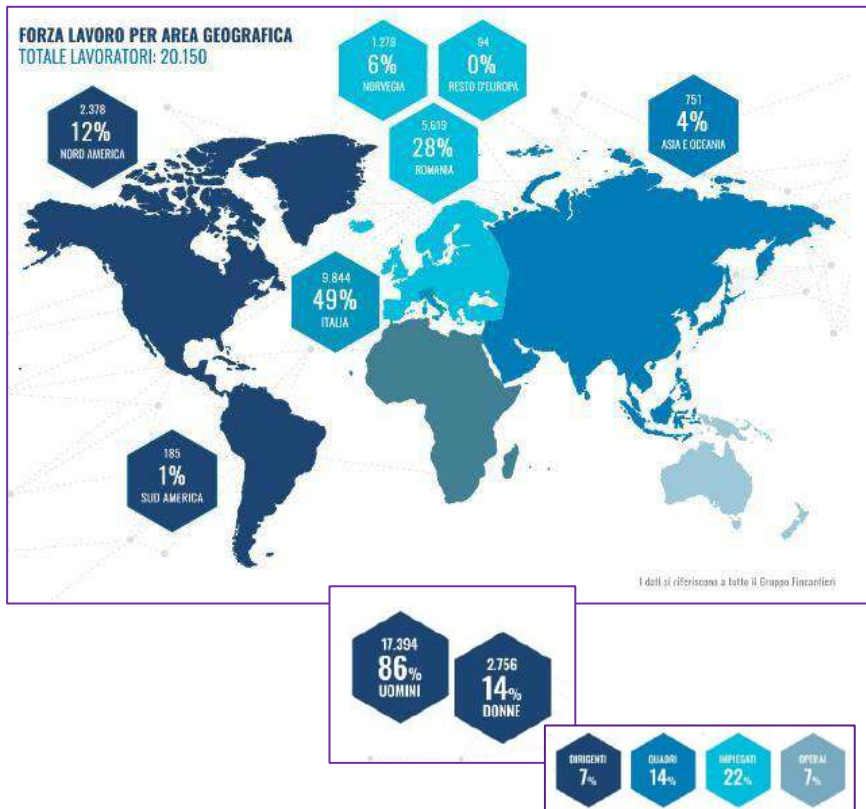 FORZA LAVORO PER AREA GEOGRAFICA
TOTALE LAVORATORI: 20.150
1.279
6%
NORVEGIA
94
0%
RESTO D'EUROPA
2.378
12%
NORD AMERICA
5.619
28%
ROMANIA
751
4%
ASIA E OCEANIA
9.844
49%
ITALIA
185
1%
SUD AMERICA
I dati si riferiscono a tutto il Gruppo Fincantieri
17.394
86%
UOMINI
2.756
14%
DONNE
DIRIGENTI
7%
QUADRI
14%
IMPIEGATI
22%
OPERAI
7%